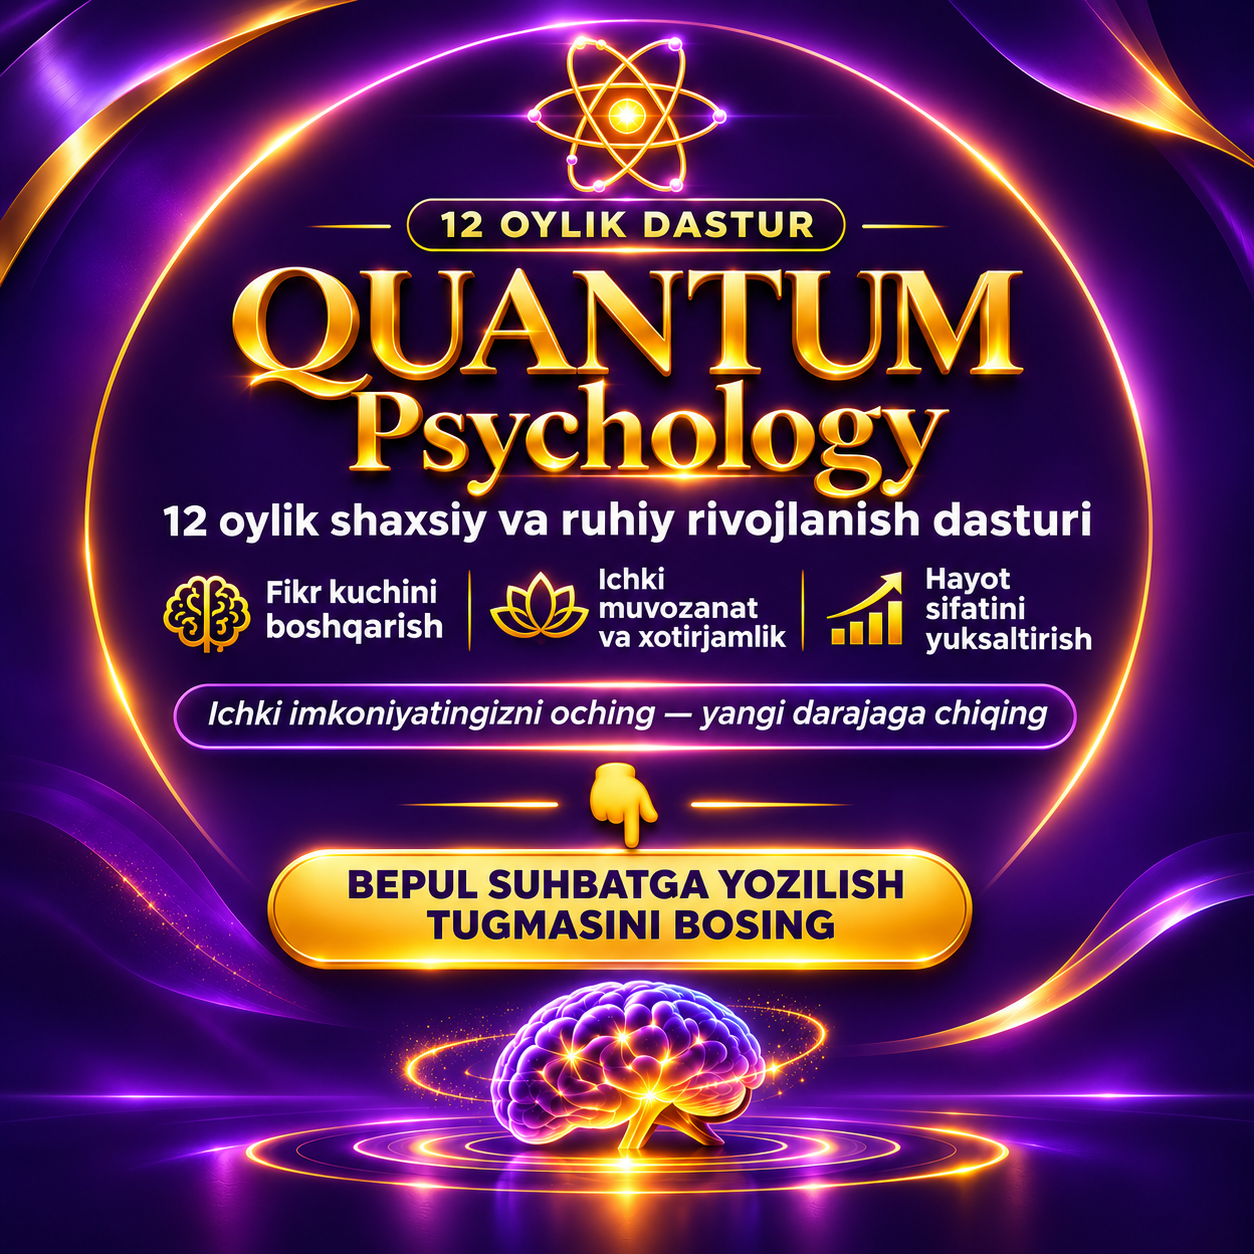 12 OYLIK DASTUR
QUANTUM
Psychology
12 oylik shaxsiy va ruhiy rivojlanish dasturi
Fikr kuchini
boshqarish
Ichki
muvozanat
va xotirjamlik
Hayot
sifatini
yuksaltirish
Ichki imkoniyatingizni oching — yangi darajaga chiqing
BEPUL SUHBATGA YOZILISH
TUGMASINI BOSING